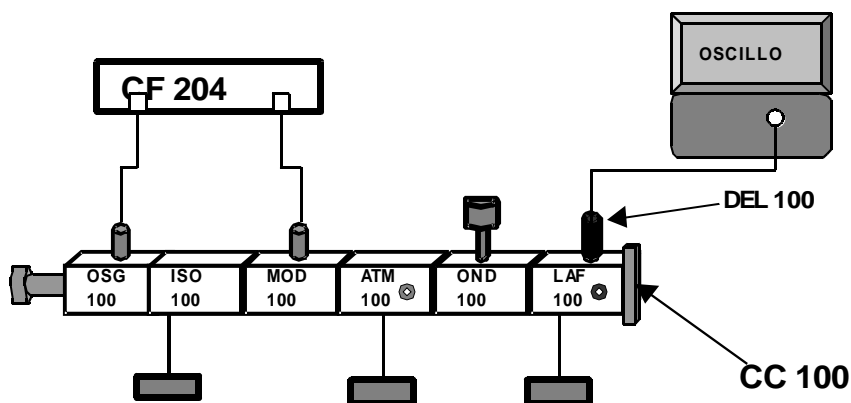 OSCILLO
CF 204
DEL 100
OSG ISO MOD ATM OND LAF
100 100 100 100 100 100
CC 100